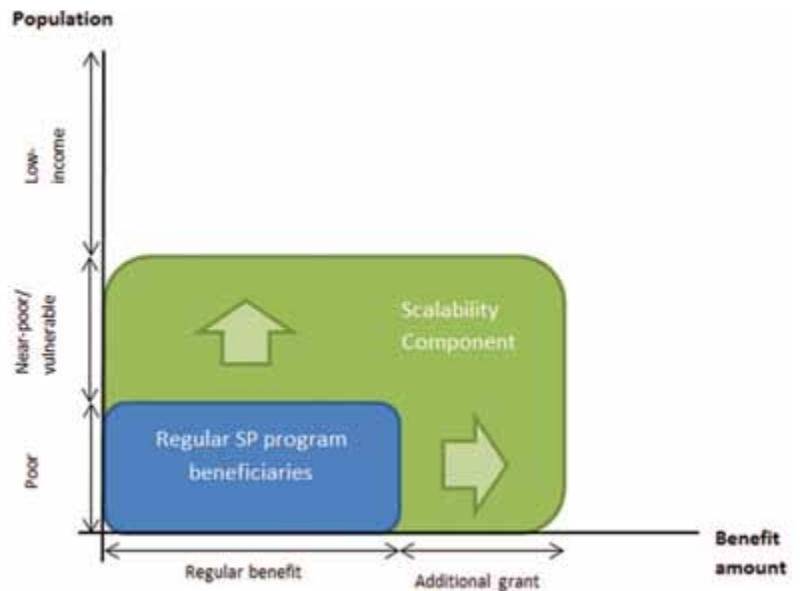 Population
Low-
income
Near-poor/
vulnerable
Poor
Scalability
Component
Regular SP program
beneficiaries
Benefit
amount
Regular benefit
Additional grant